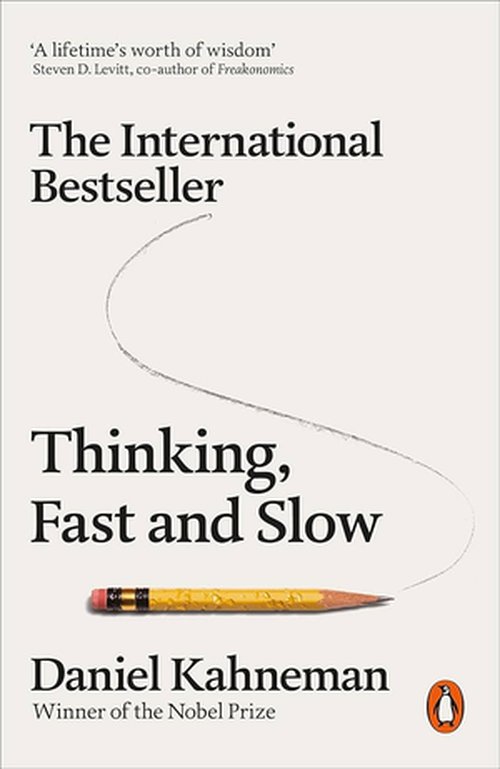 ‘A lifetime’s worth of wisdom’
Steven D. Levitt, co-author of Freakonomics
The International
Bestseller
Thinking,
Fast and Slow
Daniel Kahneman
Winner of the Nobel Prize